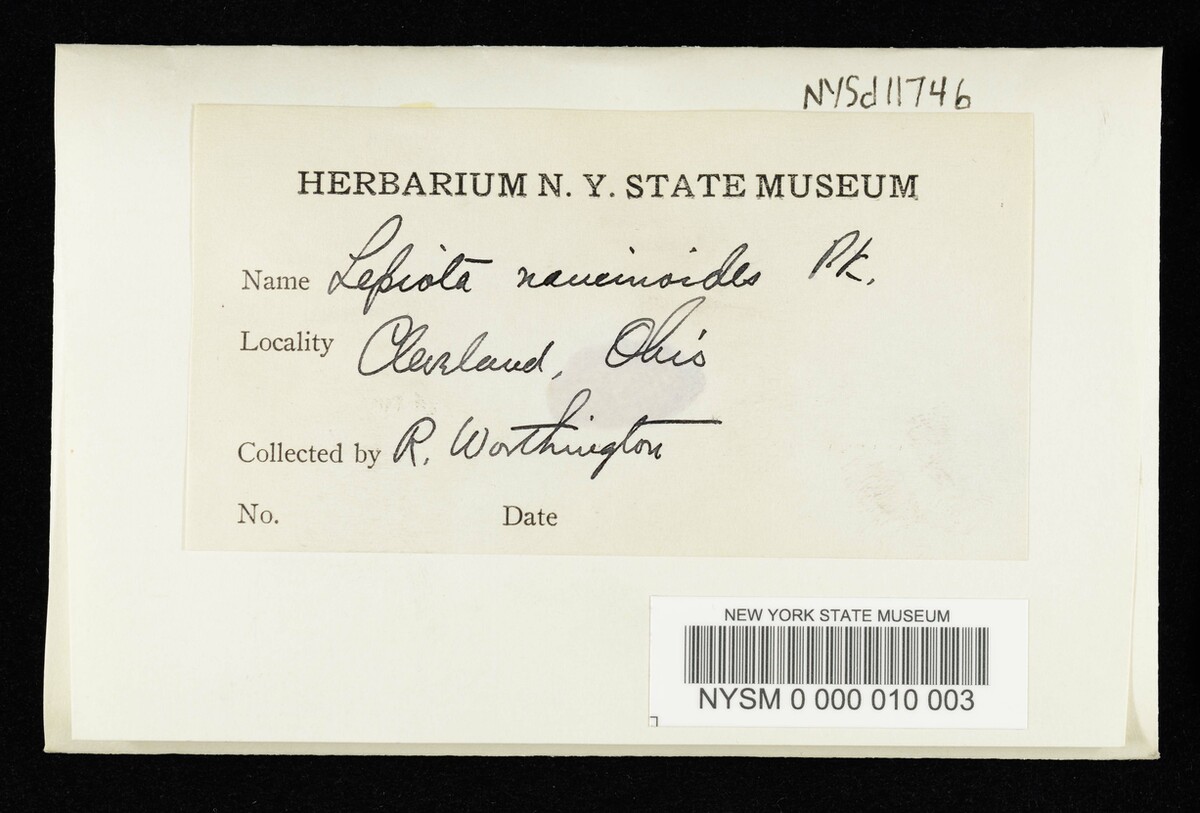 NYSd11746
HERBARIUM N. Y. STATE MUSEUM
Name Lepiota naucinoides Pk.
Locality Cleveland, Ohio
Collected by R. Worthington
No. Date
NEW YORK STATE MUSEUM
NYSM 0 000 010 003